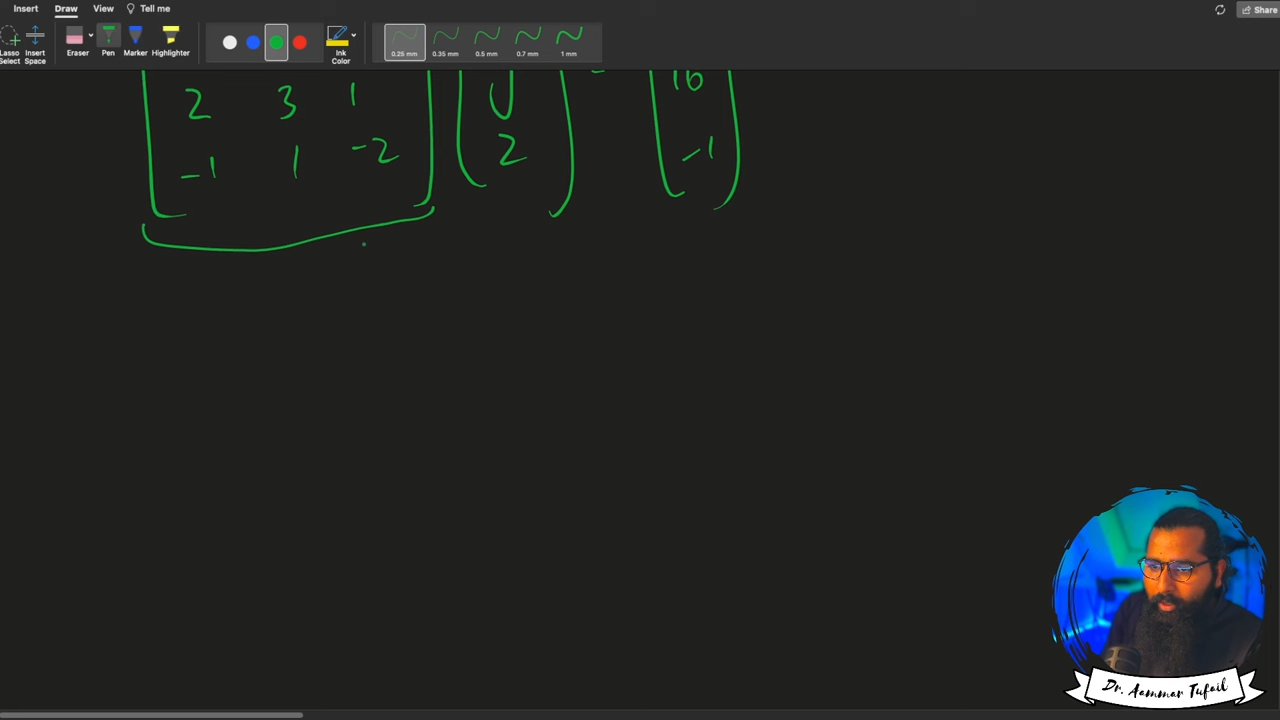 Insert Draw View Tell me
Share
Lasso Select
Insert Space
Eraser
Pen
Marker
Highlighter
Ink Color
0.25 mm
0.35 mm
0.5 mm
0.7 mm
1 mm
2 3 1
16
-1 1 -2
2
-1
Dr. Aammar Tufail